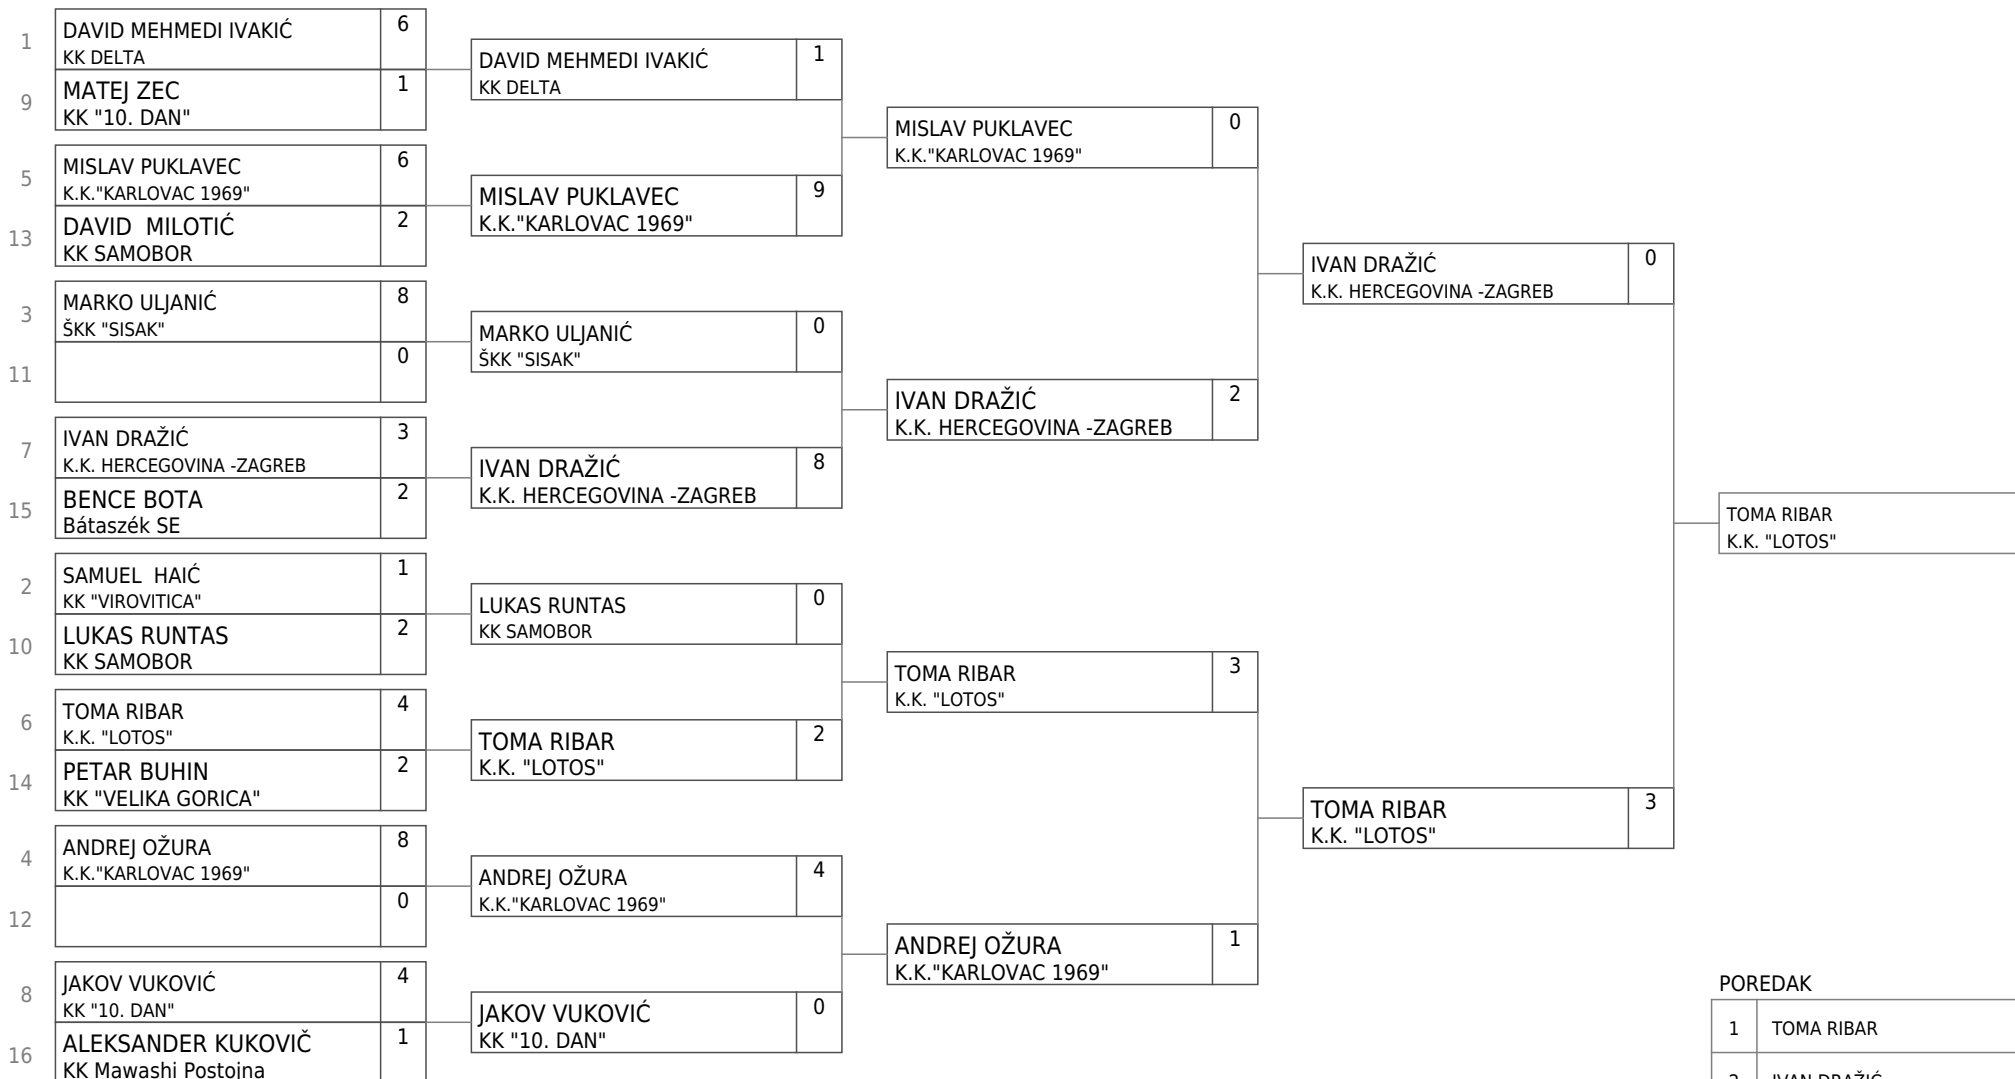 1
DAVID MEHMEDI IVAKIĆ
KK DELTA
6
9
MATEJ ZEC
KK "10. DAN"
1
5
MISLAV PUKLAVEC
K.K."KARLOVAC 1969"
6
13
DAVID  MILOTIĆ
KK SAMOBOR
2
3
MARKO ULJANIĆ
ŠKK "SISAK"
8
11
0
7
IVAN DRAŽIĆ
K.K. HERCEGOVINA -ZAGREB
3
15
BENCE BOTA
Bátaszék SE
2
2
SAMUEL  HAIĆ
KK "VIROVITICA"
1
10
LUKAS RUNTAS
KK SAMOBOR
2
6
TOMA RIBAR
K.K. "LOTOS"
4
14
PETAR BUHIN
KK "VELIKA GORICA"
2
4
ANDREJ OŽURA
K.K."KARLOVAC 1969"
8
12
0
8
JAKOV VUKOVIĆ
KK "10. DAN"
4
16
ALEKSANDER KUKOVIČ
KK Mawashi Postojna
1
DAVID MEHMEDI IVAKIĆ
KK DELTA
1
MISLAV PUKLAVEC
K.K."KARLOVAC 1969"
9
MARKO ULJANIĆ
ŠKK "SISAK"
0
IVAN DRAŽIĆ
K.K. HERCEGOVINA -ZAGREB
8
LUKAS RUNTAS
KK SAMOBOR
0
TOMA RIBAR
K.K. "LOTOS"
2
ANDREJ OŽURA
K.K."KARLOVAC 1969"
4
JAKOV VUKOVIĆ
KK "10. DAN"
0
MISLAV PUKLAVEC
K.K."KARLOVAC 1969"
0
IVAN DRAŽIĆ
K.K. HERCEGOVINA -ZAGREB
2
TOMA RIBAR
K.K. "LOTOS"
3
ANDREJ OŽURA
K.K."KARLOVAC 1969"
1
IVAN DRAŽIĆ
K.K. HERCEGOVINA -ZAGREB
0
TOMA RIBAR
K.K. "LOTOS"
3
TOMA RIBAR
K.K. "LOTOS"
POREDAK
1 TOMA RIBAR
2 IVAN DRAŽIĆ